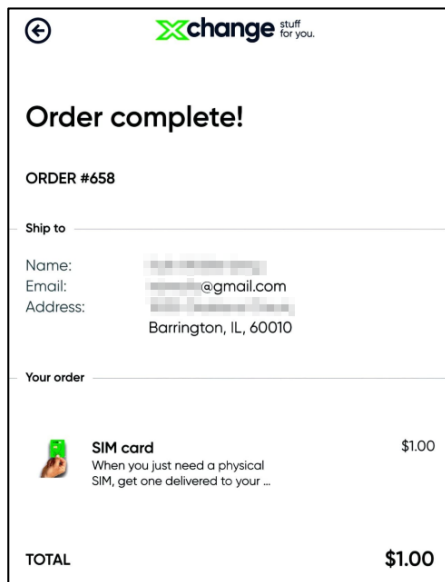 Xchange stuff
for you.
Order complete!
ORDER #658
Ship to
Name:
Email: @gmail.com
Address:
Barrington, IL, 60010
Your order
SIM card $1.00
When you just need a physical
SIM, get one delivered to your ...
TOTAL $1.00